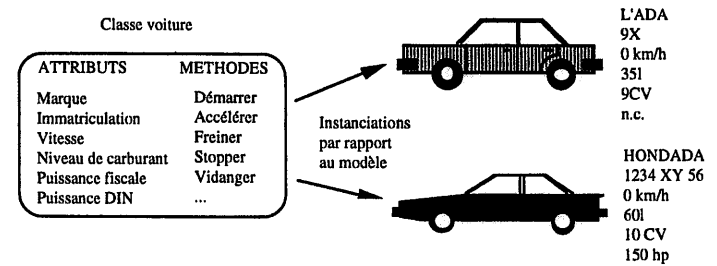 Classe voiture
ATTRIBUTS METHODES
Marque Démarrer
Immatriculation Accélérer
Vitesse Freiner
Niveau de carburant Stopper
Puissance fiscale Vidanger
Puissance DIN ...
Instanciations
par rapport
au modèle
L'ADA
9X
0 km/h
35l
9CV
n.c.
HONDADA
1234 XY 56
0 km/h
60l
10 CV
150 hp